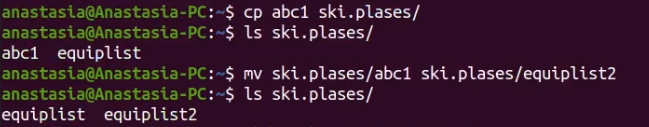 anastasia@Anastasia-PC:~$ cp abc1 ski.plases/
anastasia@Anastasia-PC:~$ ls ski.plases/
abc1  equiplist
anastasia@Anastasia-PC:~$ mv ski.plases/abc1 ski.plases/equiplist2
anastasia@Anastasia-PC:~$ ls ski.plases/
equiplist  equiplist2